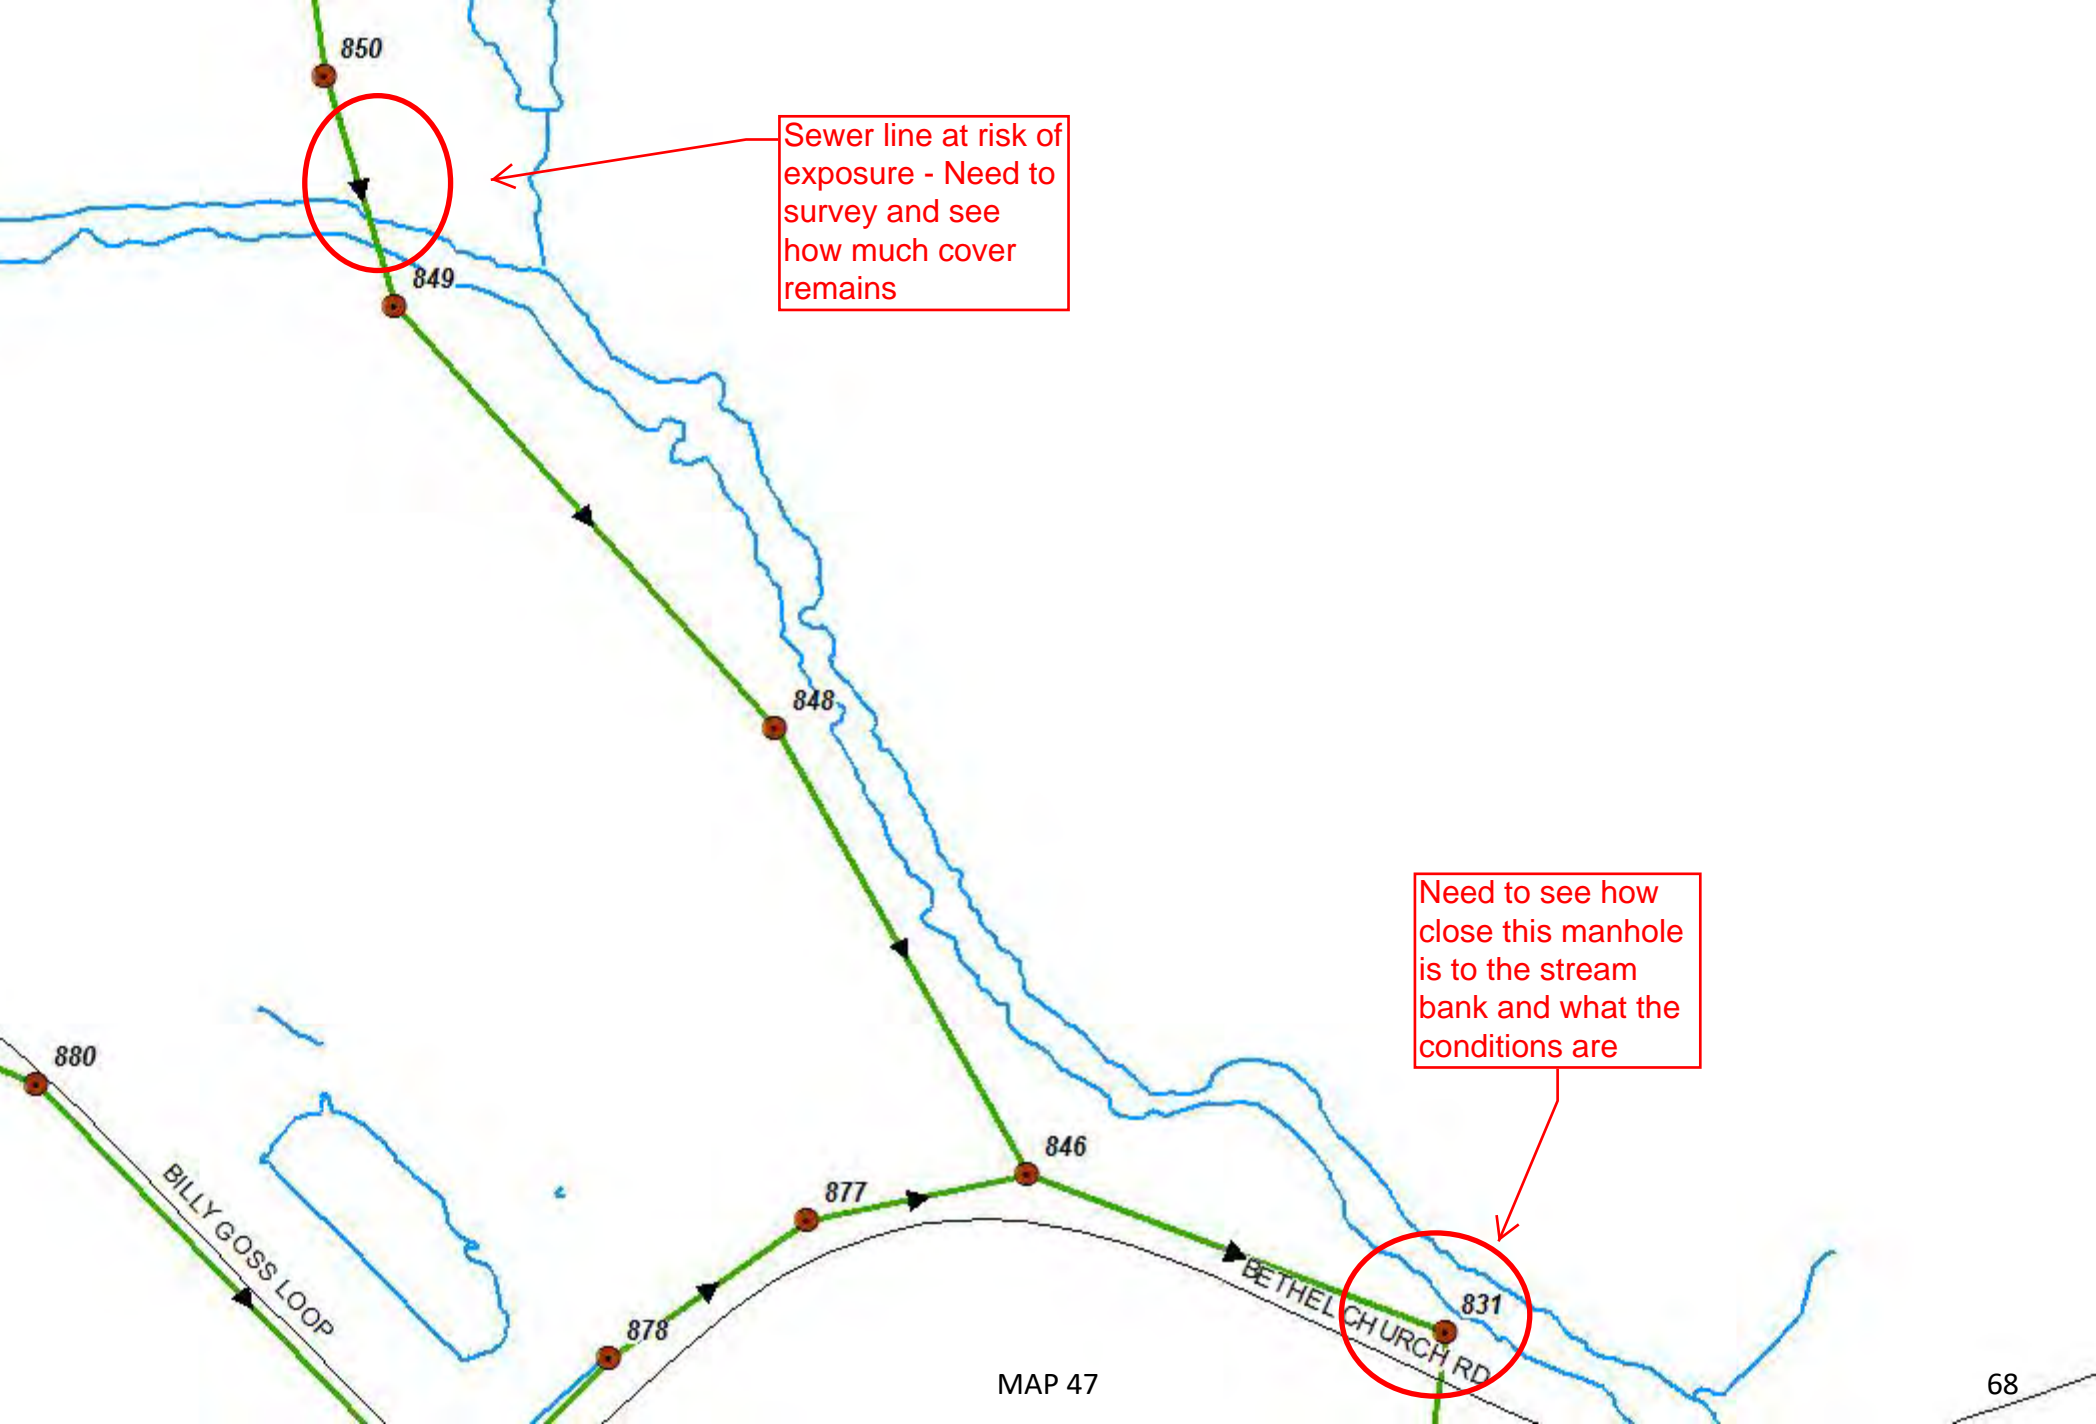 850
Sewer line at risk of
exposure - Need to
survey and see
how much cover
remains
849
848
Need to see how
close this manhole
is to the stream
bank and what the
conditions are
880
846
BILLY GOSS LOOP
877
831
BETHEL CHURCH RD
878
MAP 47
68